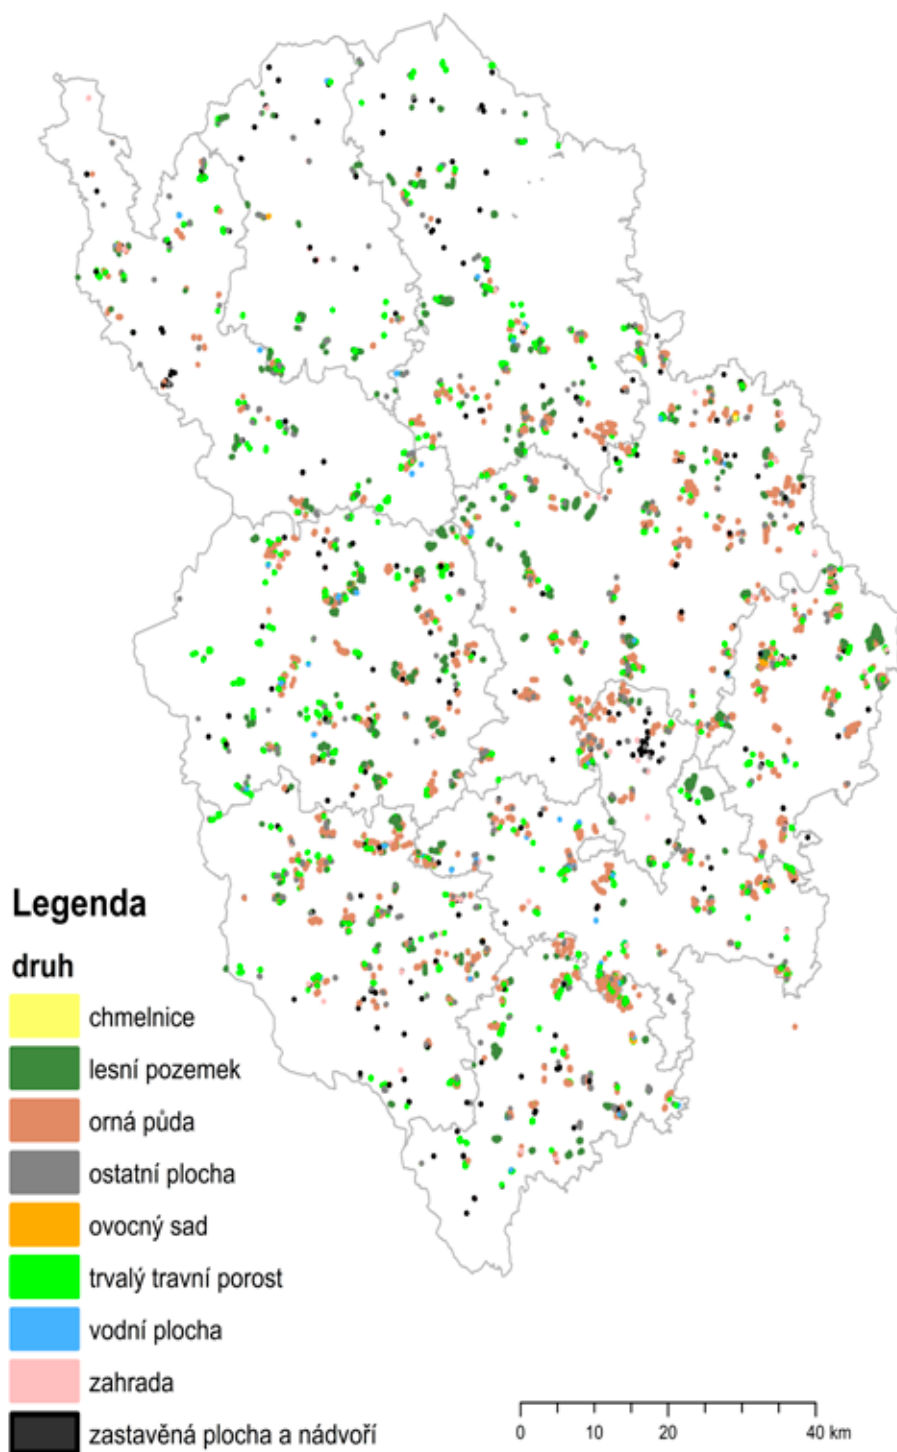 Legenda
druh
chmelnice
lesní pozemek
orná půda
ostatní plocha
ovocný sad
trvalý travní porost
vodní plocha
zahrada
zastavěná plocha a nádvoří
0 10 20 40 km